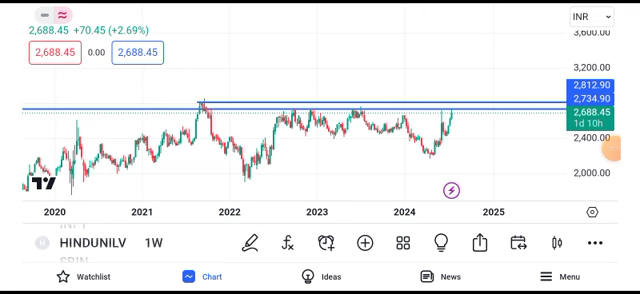 INR
2,688.45 +70.45 (+2.69%)
3,600.00
2,688.45 0.00 2,688.45
3,200.00
2,812.90
2,734.90
2,688.45
1d 10h
2,400.00
2,000.00
2020 2021 2022 2023 2024 2025
HINDUNILV 1W
Watchlist Chart Ideas News Menu